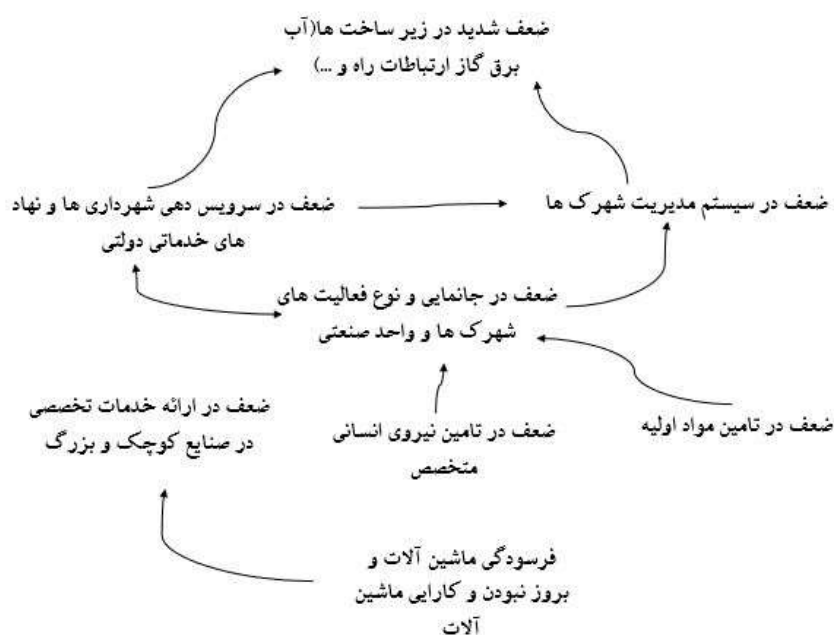 ضعف شدید در زیر ساخت ها(آب
برق گاز ارتباطات راه و ...)
ضعف در سیستم مدیریت شهرک ها
ضعف در سرویس دهی شهرداری ها و نهاد
های خدماتی دولتی
ضعف در جانمایی و نوع فعالیت های
شهرک ها و واحد صنعتی
ضعف در تامین مواد اولیه
ضعف در تامین نیروی انسانی
متخصص
ضعف در ارائه خدمات تخصصی
در صنایع کوچک و بزرگ
فرسودگی ماشین آلات و
بروز نبودن و کارایی ماشین
آلات